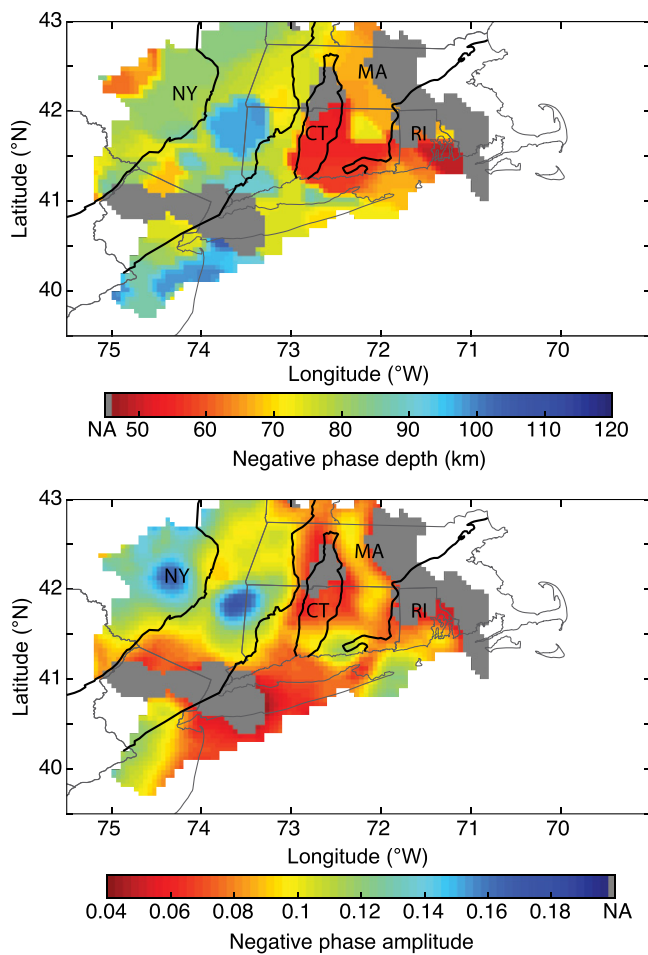 43
42
41
40
Latitude (°N)
NY
MA
CT
RI
75 74 73 72 71 70 69
Longitude (°W)
NA 50 60 70 80 90 100 110 120
Negative phase depth (km)
43
42
41
40
Latitude (°N)
NY
MA
CT
RI
75 74 73 72 71 70 69
Longitude (°W)
0.04 0.06 0.08 0.1 0.12 0.14 0.16 0.18 NA
Negative phase amplitude